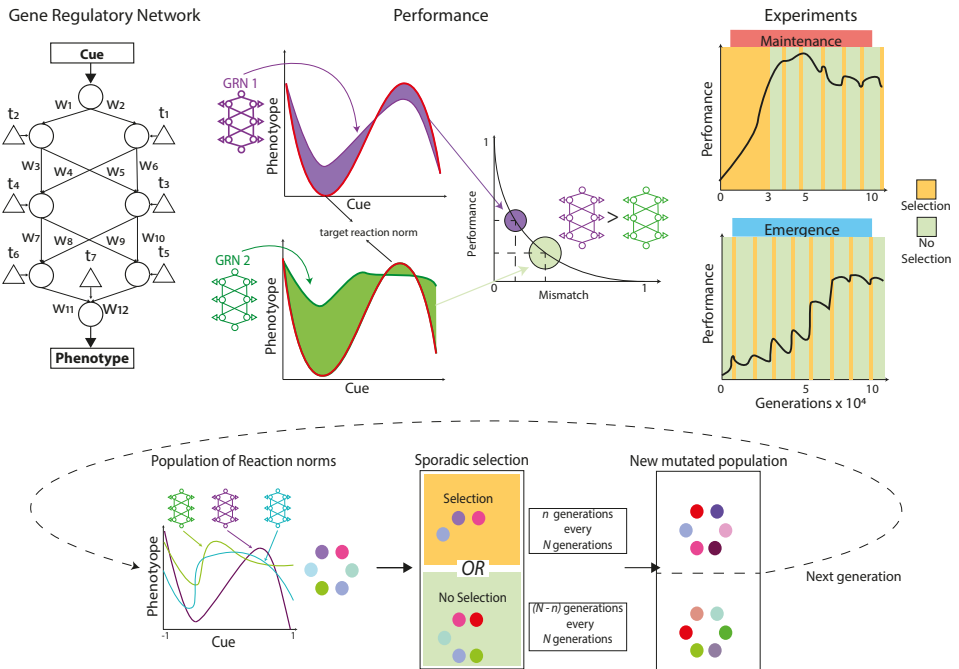 Gene Regulatory Network
Cue
W1
W2
t2
t1
W3
W4
W5
W6
t4
t3
W7
W8
W9
W10
t6
t7
t5
W11
W12
Phenotype
Performance
GRN 1
Phenotyope
Cue
target reaction norm
GRN 2
Phenotype
Cue
1
Performance
>
0
Mismatch
1
Experiments
Maintenance
Perfomance
0
3
5
10
Selection
No
Selection
Emergence
Performance
0
5
10
Generations x 10⁴
Population of Reaction norms
Phenotype
-1
1
Cue
Sporadic selection
Selection
OR
No Selection
n generations
every
N generations
(N - n) generations
every
N generations
New mutated population
Next generation